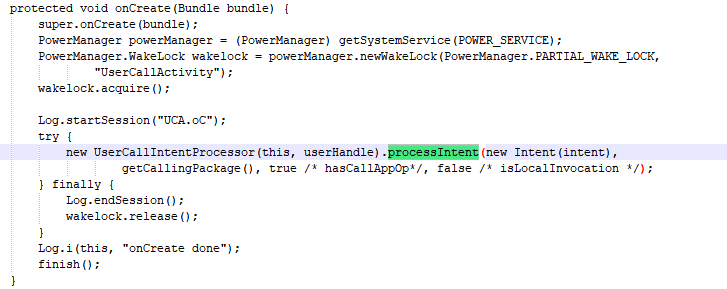 protected void onCreate(Bundle bundle) {
    super.onCreate(bundle);
    PowerManager powerManager = (PowerManager) getSystemService(POWER_SERVICE);
    PowerManager.WakeLock wakelock = powerManager.newWakeLock(PowerManager.PARTIAL_WAKE_LOCK,
            "UserCallActivity");
    wakelock.acquire();

    Log.startSession("UCA.oC");
    try {
        new UserCallIntentProcessor(this, userHandle).processIntent(new Intent(intent),
                getCallingPackage(), true /* hasCallAppOp*/, false /* isLocalInvocation */);
    } finally {
        Log.endSession();
        wakelock.release();
    }
    Log.i(this, "onCreate done");
    finish();
}